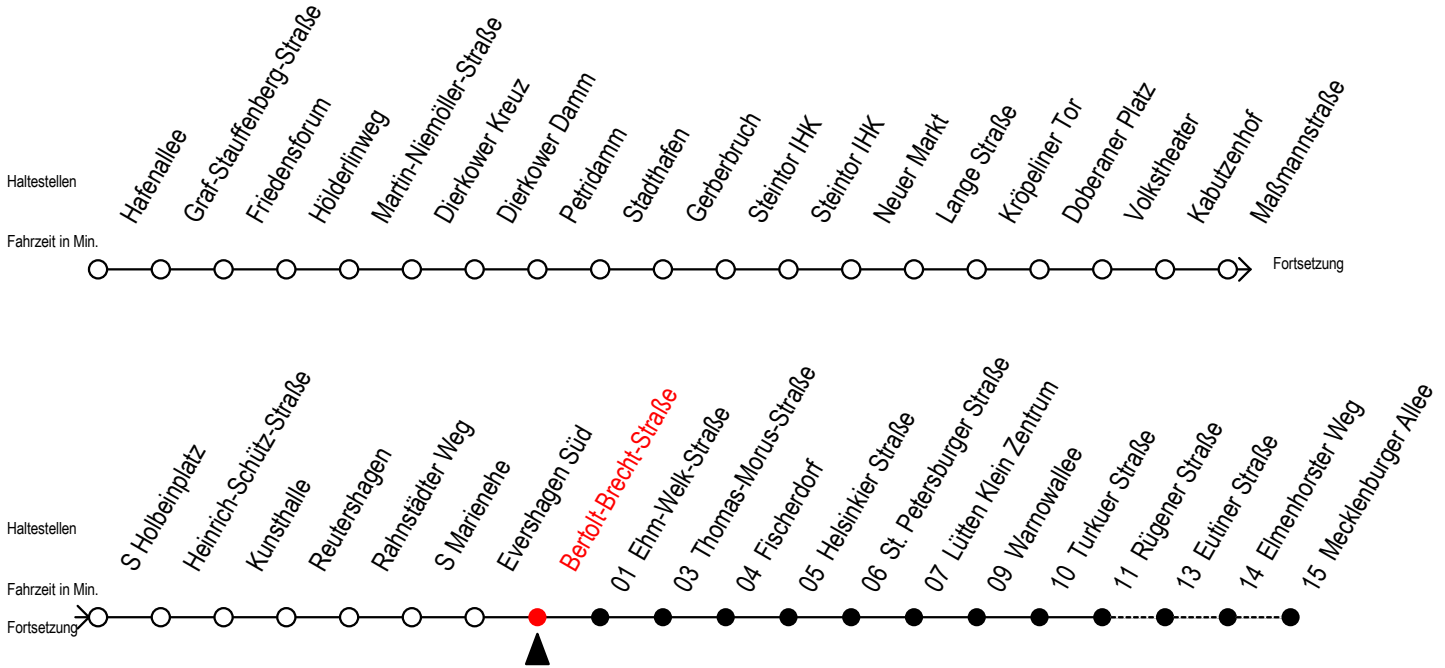 Haltestellen
Hafenallee
Graf-Stauffenberg-Straße
Friedensforum
Hölderlinweg
Martin-Niemöller-Straße
Dierkower Kreuz
Dierkower Damm
Petridamm
Stadthafen
Gerberbruch
Steintor IHK
Steintor IHK
Neuer Markt
Lange Straße
Kröpeliner Tor
Doberaner Platz
Volkstheater
Kabutzenhof
Maßmannstraße
Fahrzeit in Min.
Fortsetzung
Haltestellen
S Holbeinplatz
Heinrich-Schütz-Straße
Kunsthalle
Reutershagen
Rahnstädter Weg
S Marienehe
Evershagen Süd
Bertolt-Brecht-Straße
01 Ehm-Welk-Straße
03 Thomas-Morus-Straße
04 Fischerdorf
05 Helsinkier Straße
06 St. Petersburger Straße
07 Lütten Klein Zentrum
09 Warnowallee
10 Turkuer Straße
11 Rügener Straße
13 Eutiner Straße
14 Elmenhorster Weg
15 Mecklenburger Allee
Fahrzeit in Min.
Fortsetzung